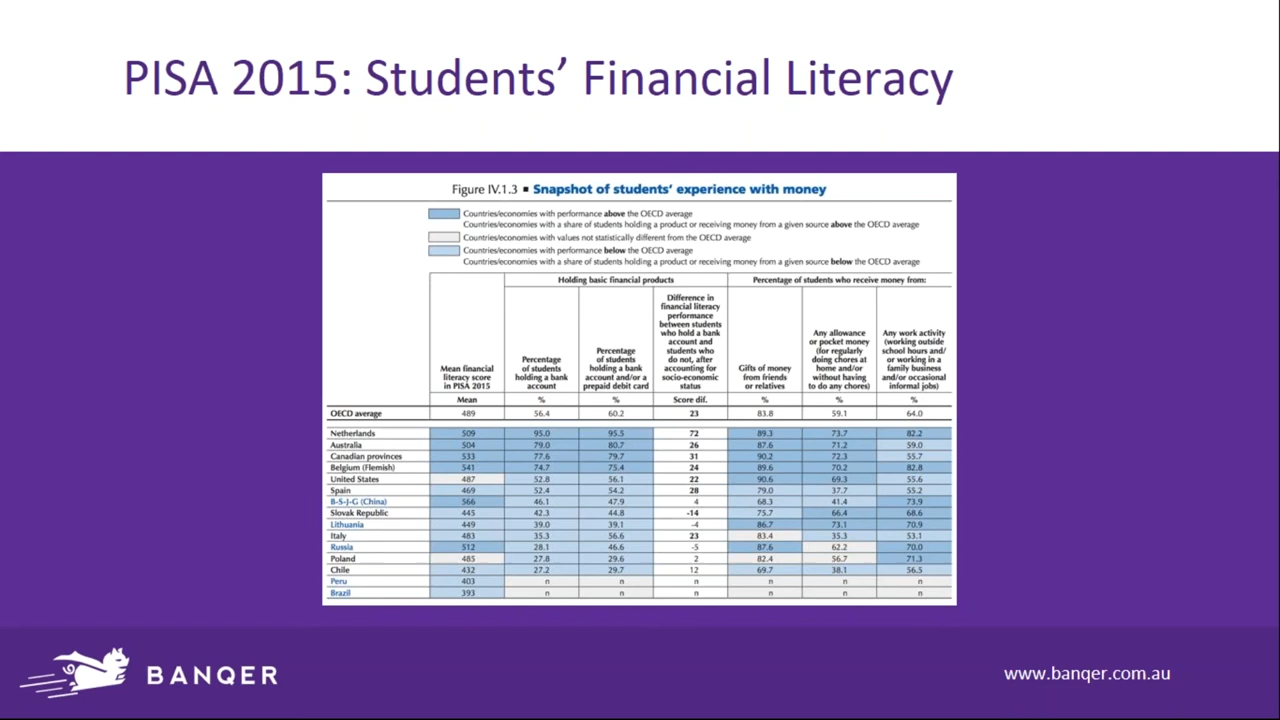 PISA 2015: Students’ Financial Literacy
Figure IV.1.3 ■ Snapshot of students’ experience with money
Countries/economies with performance above the OECD average
Countries/economies with a share of students holding a product or receiving money from a given source above the OECD average
Countries/economies with values not statistically different from the OECD average
Countries/economies with performance below the OECD average
Countries/economies with a share of students holding a product or receiving money from a given source below the OECD average
Holding basic financial products
Percentage of students who receive money from:
Mean financial
literacy score
in PISA 2015
Percentage
of students
holding a bank
account
Percentage
of students
holding a bank
account and/or a
prepaid debit card
Difference in
financial literacy
performance
between students
who hold a bank
account and
students who
do not, after
accounting for
socio-economic
status
Gifts of money
from friends
or relatives
Any allowance
or pocket money
(for regularly
doing chores at
home and/or
without having
to do any chores)
Any work activity
(working outside
school hours and/
or working in a
family business
and/or occasional
informal jobs)
Mean % % Score dif. % % %
OECD average 489 56.4 60.2 23 83.8 59.1 64.0
Netherlands 509 95.0 95.5 72 89.3 73.7 82.2
Australia 504 79.0 80.7 26 87.6 71.2 59.0
Canadian provinces 533 77.6 79.7 31 90.2 72.3 55.7
Belgium (Flemish) 541 74.7 75.4 24 89.6 70.2 82.8
United States 487 52.8 56.1 22 90.6 69.3 55.6
Spain 469 52.4 54.2 28 79.0 37.7 55.2
B-S-J-G (China) 566 46.1 47.9 4 68.3 41.4 73.9
Slovak Republic 445 42.3 44.8 -14 75.7 66.4 68.6
Lithuania 449 39.0 39.1 -4 86.7 73.1 70.9
Italy 483 35.3 56.6 23 83.4 35.3 53.1
Russia 512 28.1 46.6 -5 87.6 62.2 70.0
Poland 485 27.8 29.6 2 82.4 56.7 71.3
Chile 432 27.2 29.7 12 69.7 38.1 56.5
Peru 403 n n n n n n
Brazil 393 n n n n n n
BANQER
www.banqer.com.au